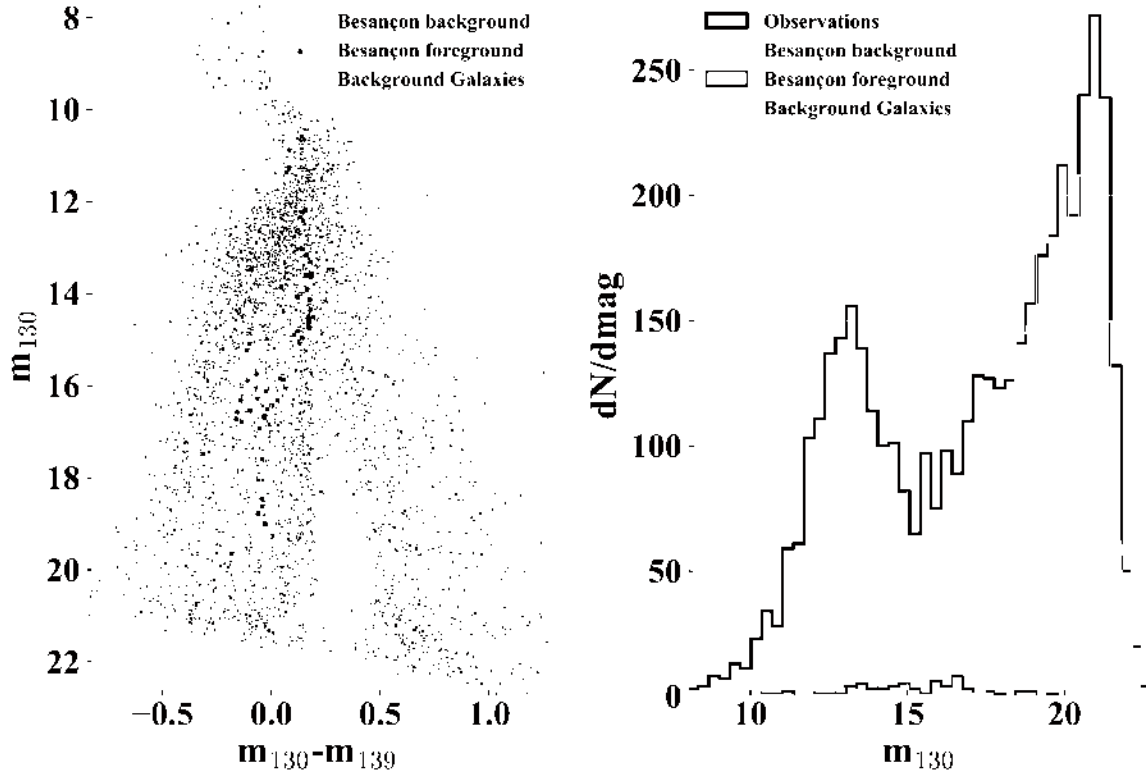 Besançon background
Besançon foreground
Background Galaxies
8
10
12
14
16
18
20
22
m130
−0.5
0.0
0.5
1.0
m130-m139
Observations
Besançon background
Besançon foreground
Background Galaxies
250
200
150
100
50
0
dN/dmag
10
15
20
m130